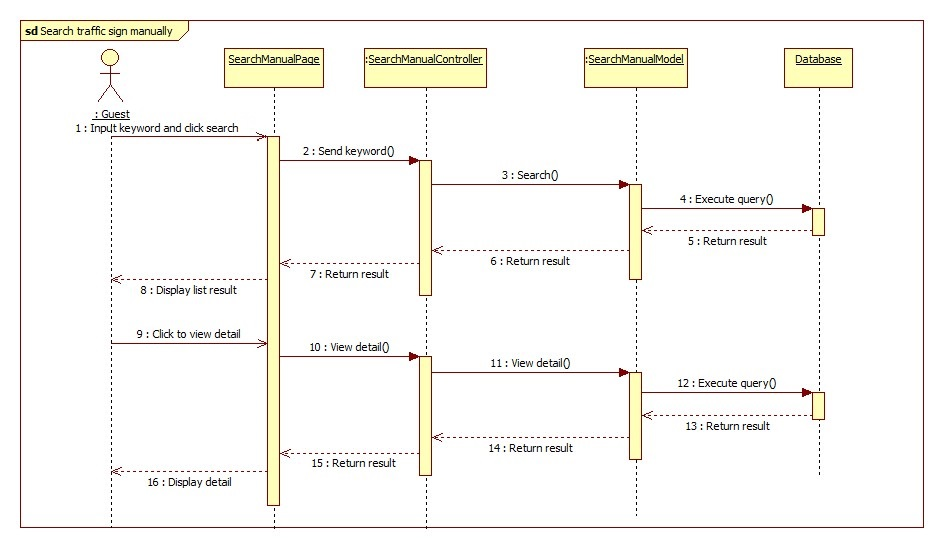 sd Search traffic sign manually
SearchManualPage
:SearchManualController
:SearchManualModel
Database
: Guest
1 : Input keyword and click search
2 : Send keyword()
3 : Search()
4 : Execute query()
5 : Return result
6 : Return result
7 : Return result
8 : Display list result
9 : Click to view detail
10 : View detail()
11 : View detail()
12 : Execute query()
13 : Return result
14 : Return result
15 : Return result
16 : Display detail